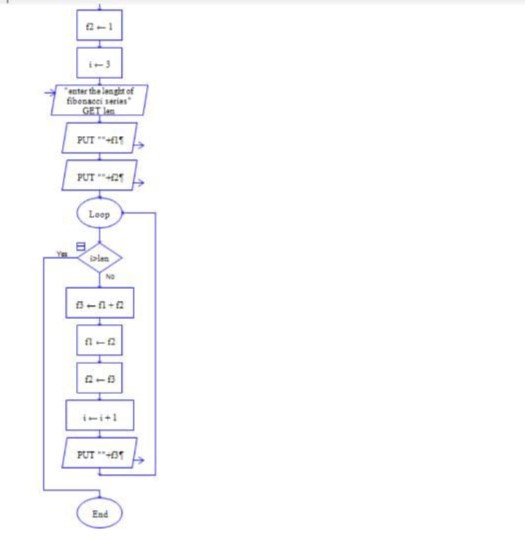 f2 ← 1
i ← 3
"enter the lenght of
fibonacci series"
GET len
PUT ""+f1¶
PUT ""+f2¶
Loop
Yes
i>len
No
f3 ← f1 + f2
f1 ← f2
f2 ← f3
i ← i + 1
PUT ""+f3¶
End